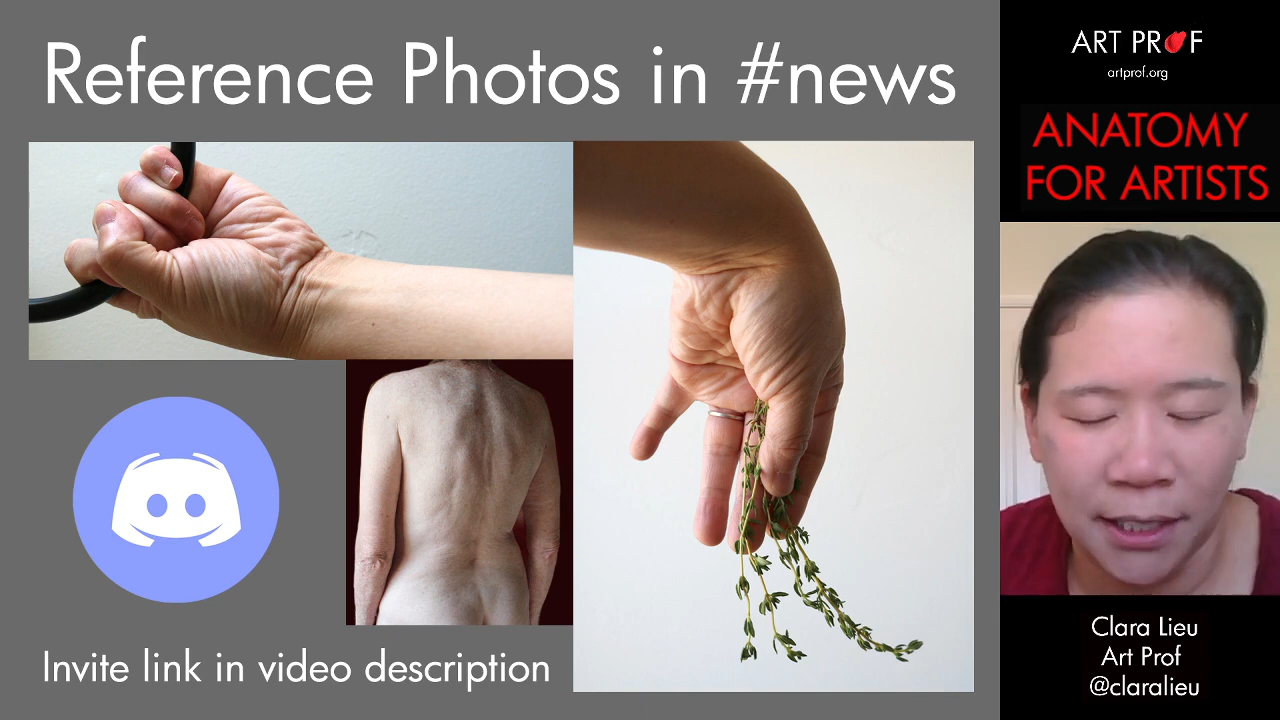 Reference Photos in #news
Invite link in video description
ART PROF
artprof.org
ANATOMY
FOR ARTISTS
Clara Lieu
Art Prof
@claralieu